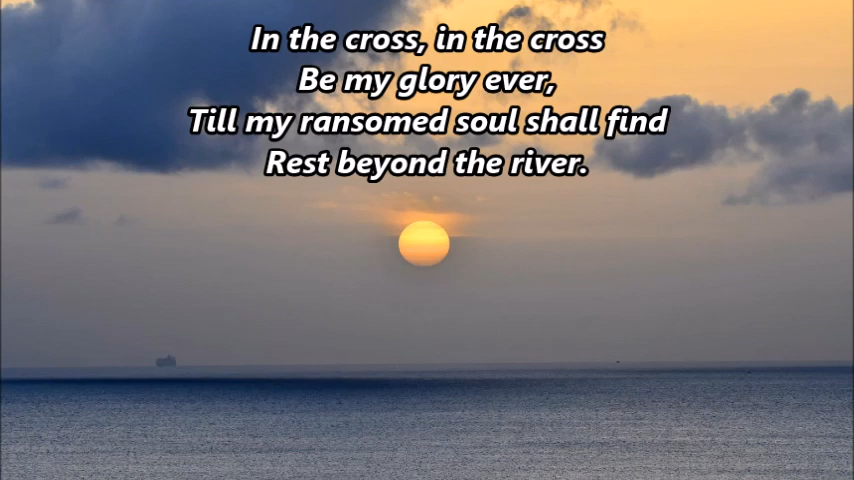 In the cross, in the cross
Be my glory ever,
Till my ransomed soul shall find
Rest beyond the river.